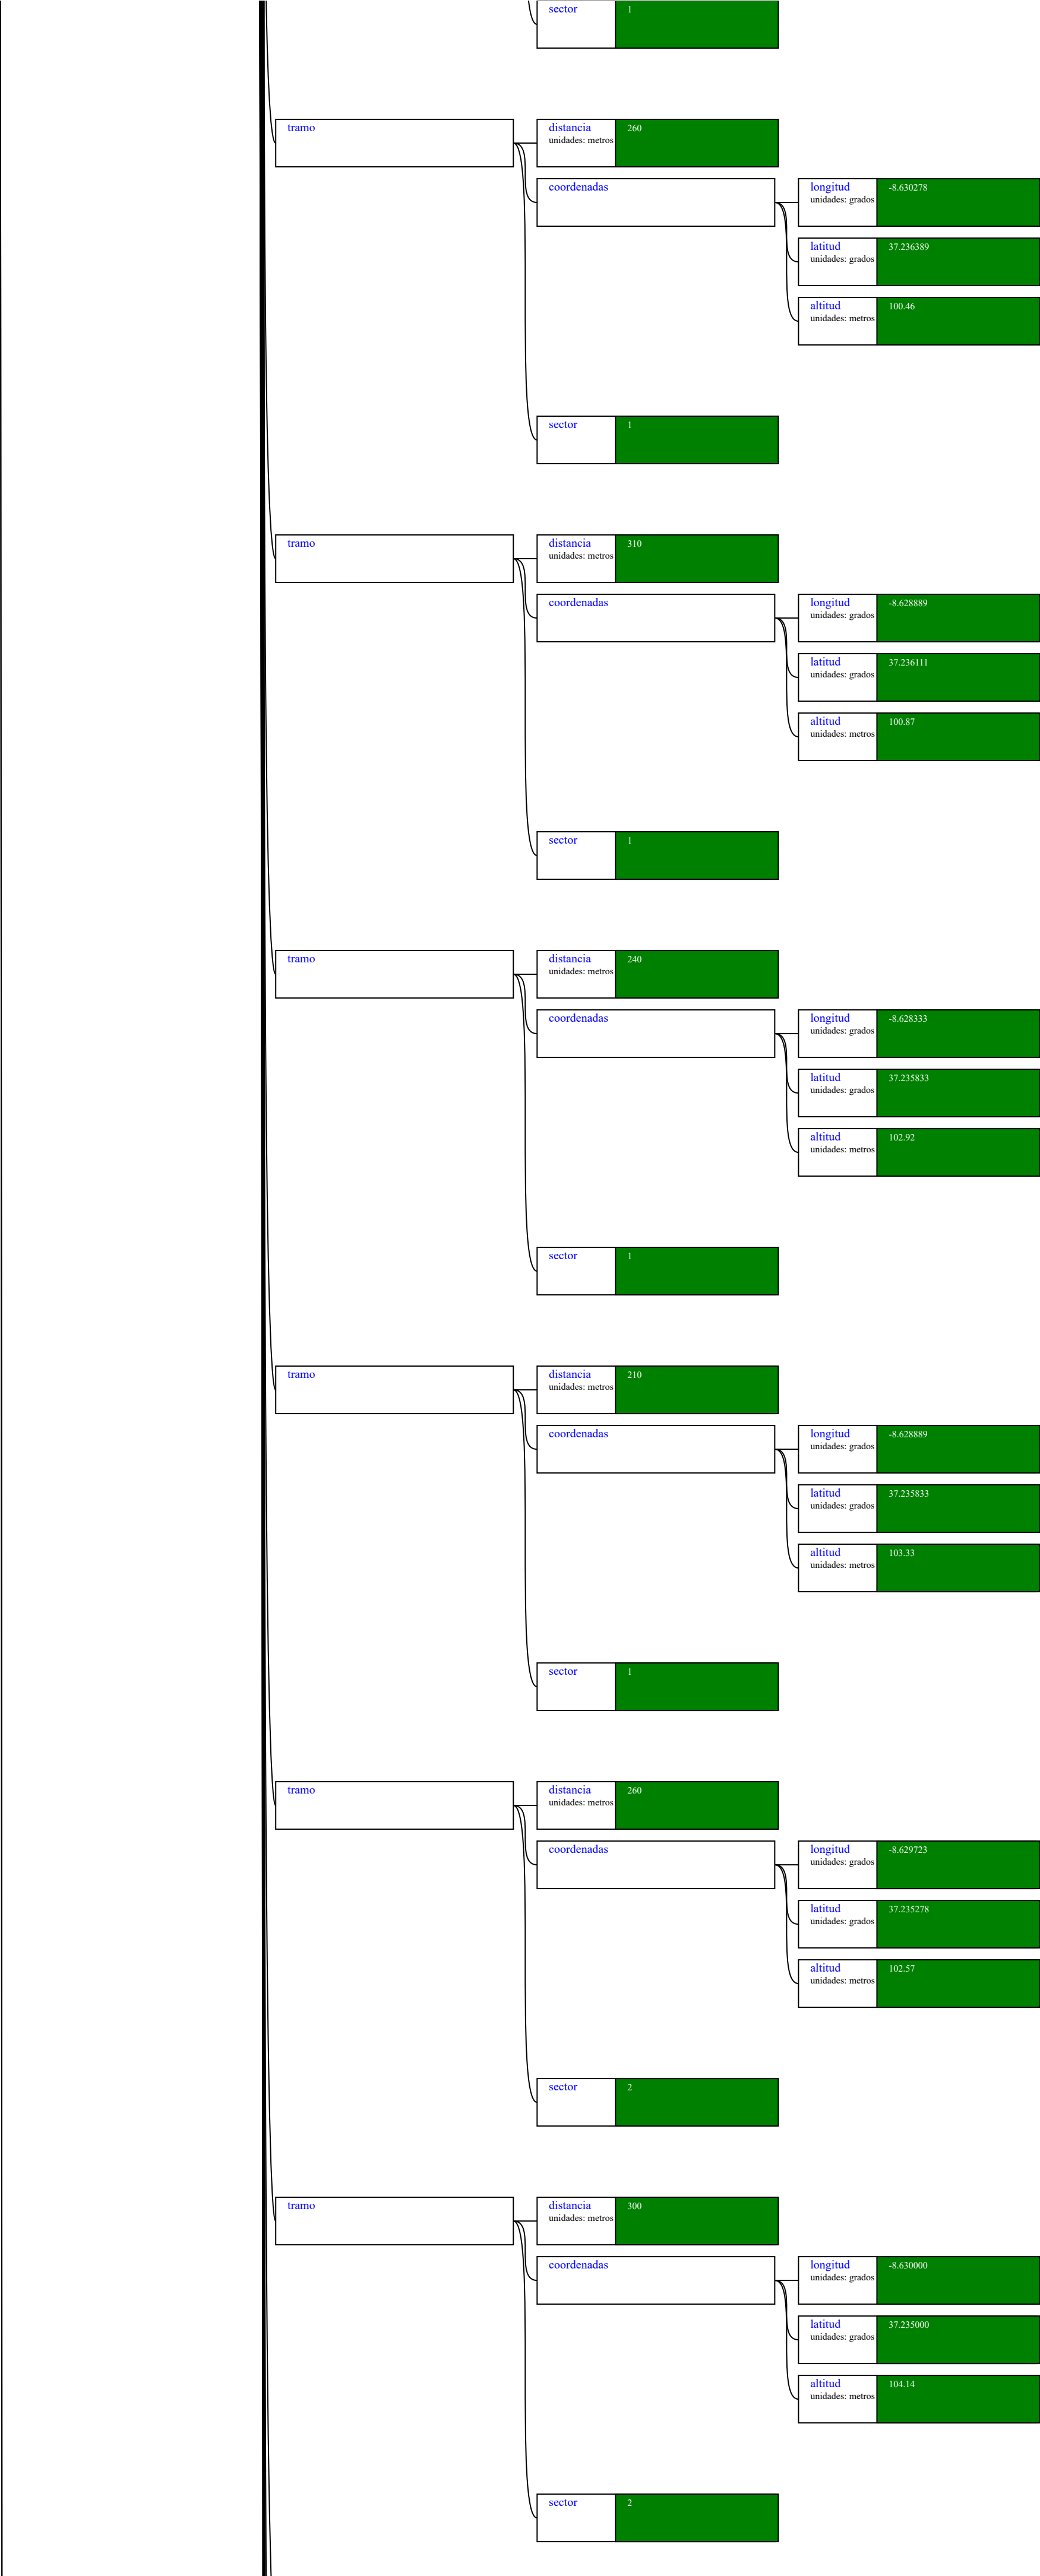 sector 1
tramo
distancia 260
unidades: metros
coordenadas
longitud -8.630278
unidades: grados
latitud 37.236389
unidades: grados
altitud 100.46
unidades: metros
sector 1
tramo
distancia 310
unidades: metros
coordenadas
longitud -8.628889
unidades: grados
latitud 37.236111
unidades: grados
altitud 100.87
unidades: metros
sector 1
tramo
distancia 240
unidades: metros
coordenadas
longitud -8.628333
unidades: grados
latitud 37.235833
unidades: grados
altitud 102.92
unidades: metros
sector 1
tramo
distancia 210
unidades: metros
coordenadas
longitud -8.628889
unidades: grados
latitud 37.235833
unidades: grados
altitud 103.33
unidades: metros
sector 1
tramo
distancia 260
unidades: metros
coordenadas
longitud -8.629723
unidades: grados
latitud 37.235278
unidades: grados
altitud 102.57
unidades: metros
sector 2
tramo
distancia 300
unidades: metros
coordenadas
longitud -8.630000
unidades: grados
latitud 37.235000
unidades: grados
altitud 104.14
unidades: metros
sector 2